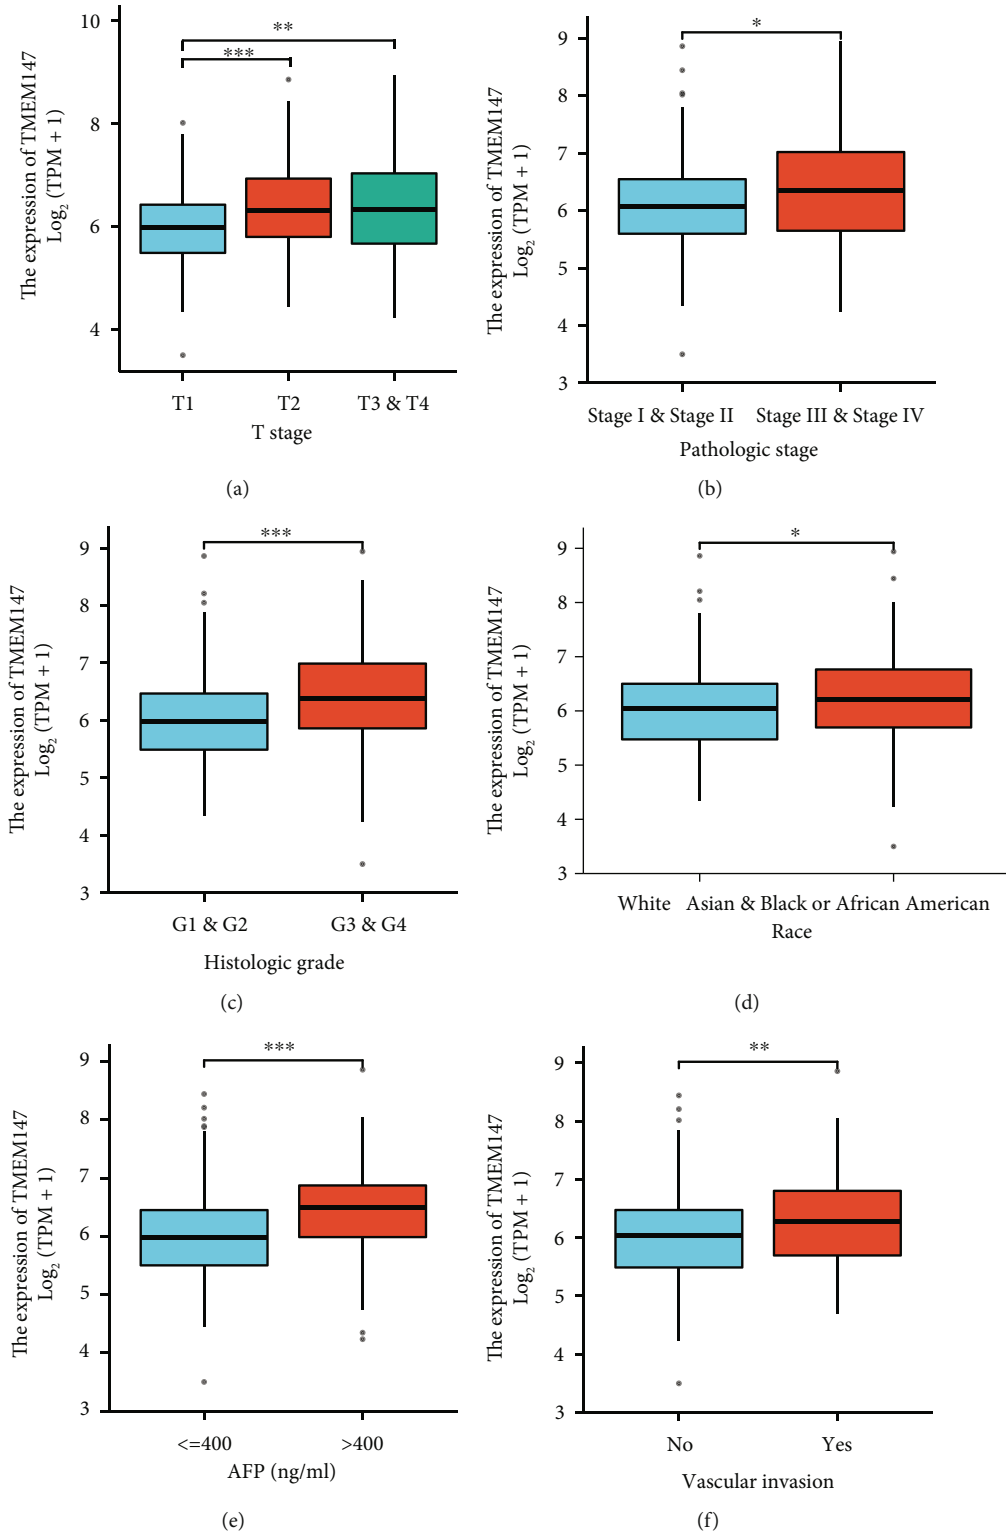 The expression of TMEM147
Log₂ (TPM + 1)
10
8
6
4
**
***
T1
T2
T3 & T4
T stage
(a)
The expression of TMEM147
Log₂ (TPM + 1)
9
8
7
6
5
4
3
*
Stage I & Stage II
Stage III & Stage IV
Pathologic stage
(b)
The expression of TMEM147
Log₂ (TPM + 1)
9
8
7
6
5
4
3
***
G1 & G2
G3 & G4
Histologic grade
(c)
The expression of TMEM147
Log₂ (TPM + 1)
9
8
7
6
5
4
3
*
White
Asian & Black or African American
Race
(d)
The expression of TMEM147
Log₂ (TPM + 1)
9
8
7
6
5
4
3
***
<=400
>400
AFP (ng/ml)
(e)
The expression of TMEM147
Log₂ (TPM + 1)
9
8
7
6
5
4
3
**
No
Yes
Vascular invasion
(f)